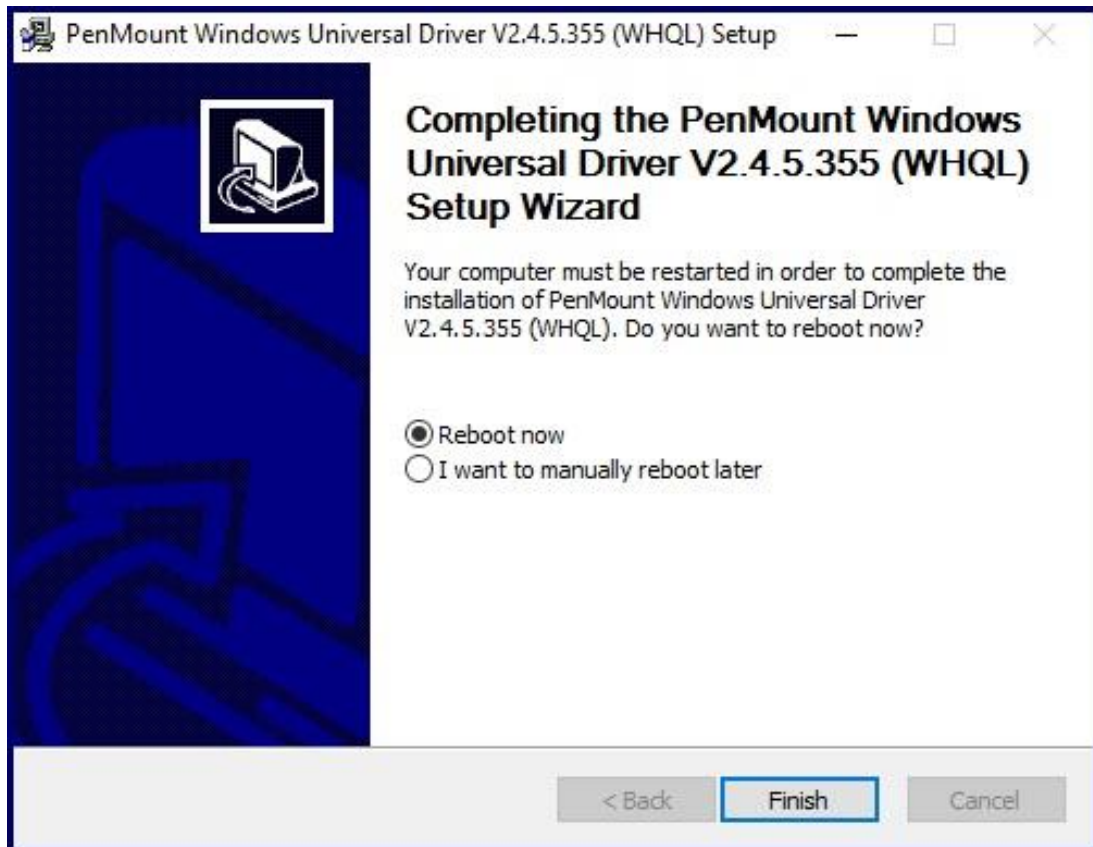 PenMount Windows Universal Driver V2.4.5.355 (WHQL) Setup
Completing the PenMount Windows
Universal Driver V2.4.5.355 (WHQL)
Setup Wizard
Your computer must be restarted in order to complete the
installation of PenMount Windows Universal Driver
V2.4.5.355 (WHQL). Do you want to reboot now?
Reboot now
I want to manually reboot later
< Back Finish Cancel